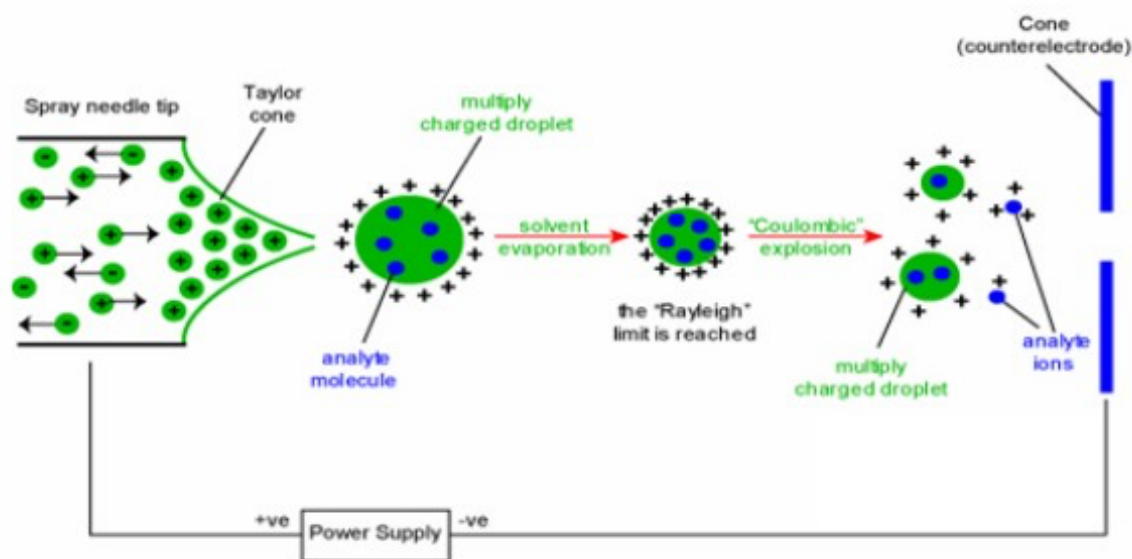 Cone
(counterelectrode)
Spray needle tip
Taylor
cone
multiply
charged droplet
solvent
evaporation
"Coulombic"
explosion
the "Rayleigh"
limit is reached
analyte
molecule
multiply
charged droplet
analyte
ions
+ve
Power Supply
-ve